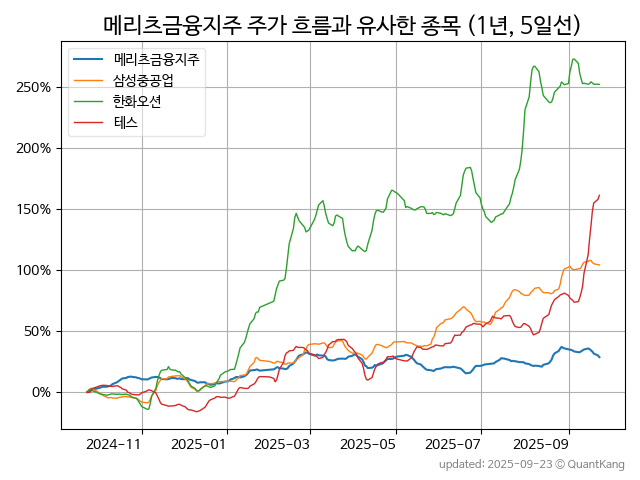 메리츠금융지주 주가 흐름과 유사한 종목 (1년, 5일선)
메리츠금융지주
삼성중공업
한화오션
테스
250%
200%
150%
100%
50%
0%
2024-11 2025-01 2025-03 2025-05 2025-07 2025-09
updated: 2025-09-23 © QuantKang